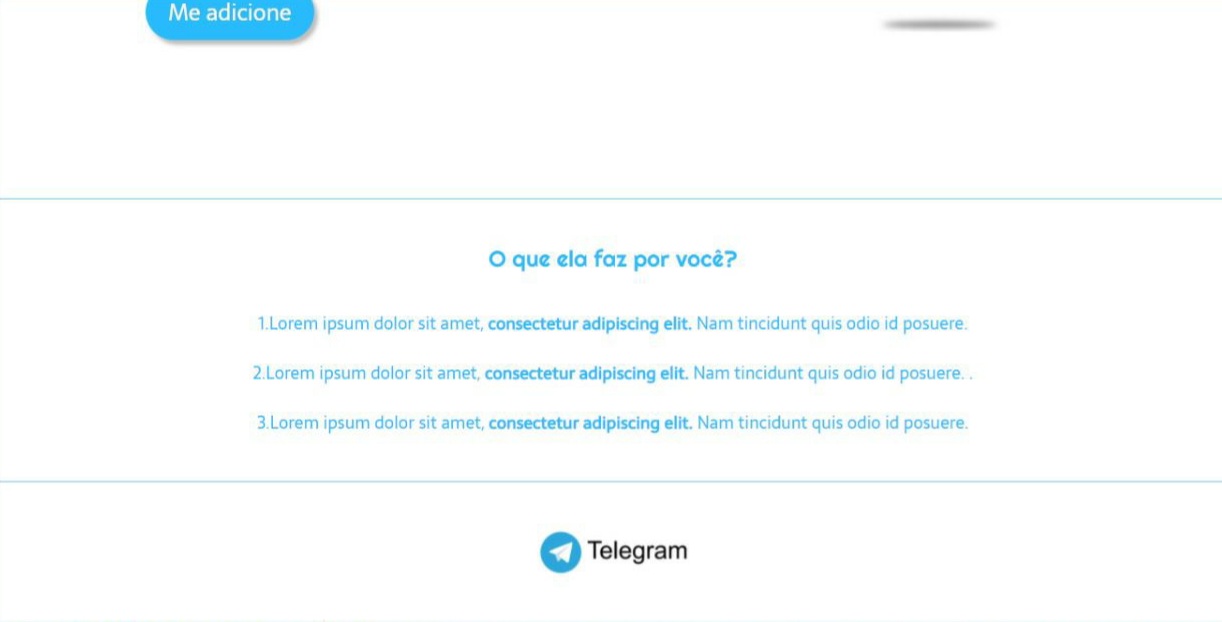 Me adicione
O que ela faz por você?
1.Lorem ipsum dolor sit amet, consectetur adipiscing elit. Nam tincidunt quis odio id posuere.
2.Lorem ipsum dolor sit amet, consectetur adipiscing elit. Nam tincidunt quis odio id posuere. .
3.Lorem ipsum dolor sit amet, consectetur adipiscing elit. Nam tincidunt quis odio id posuere.
Telegram